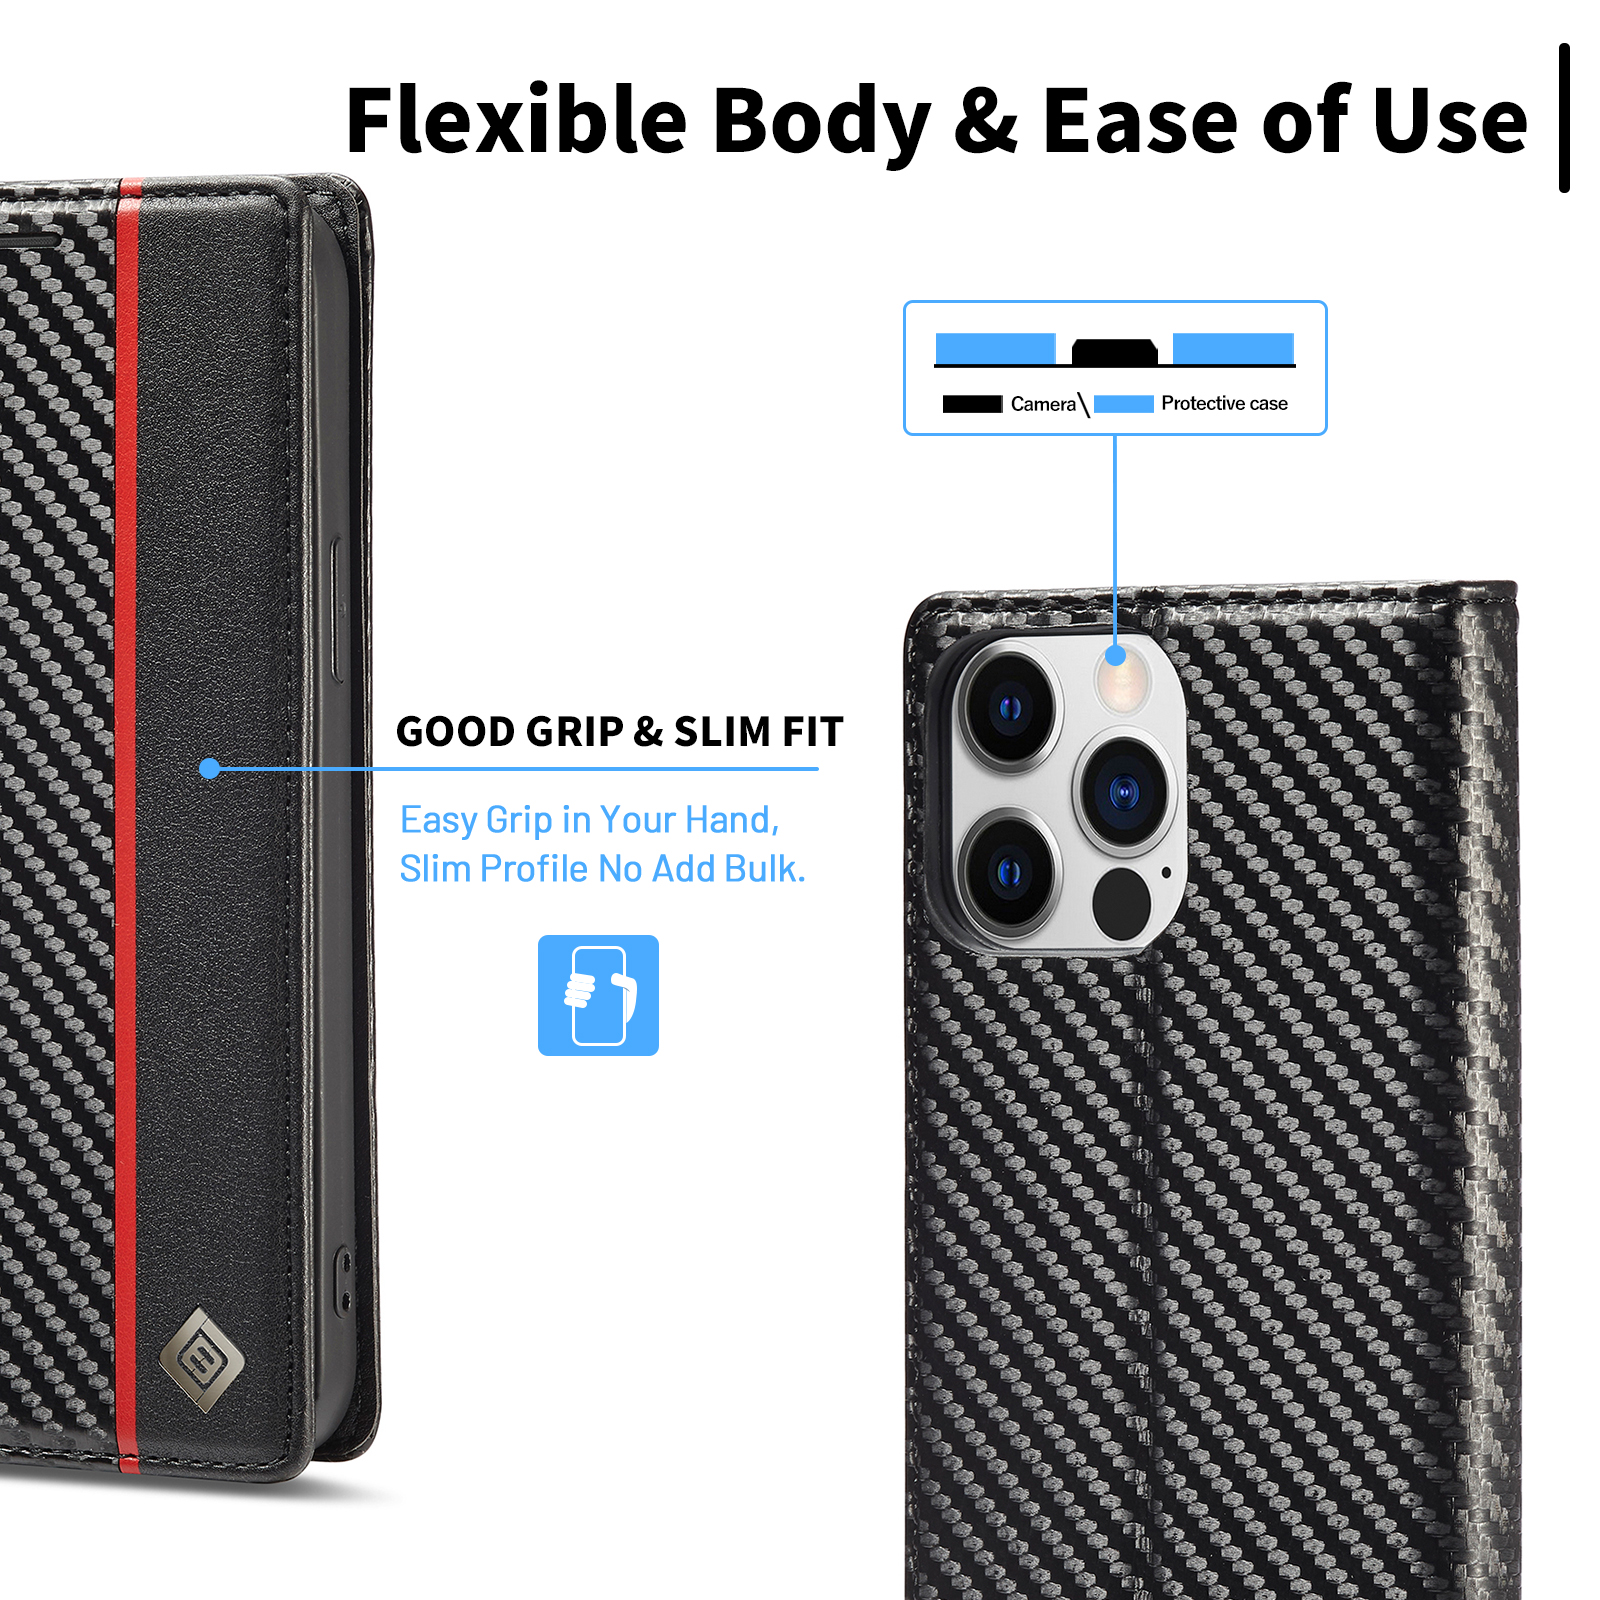 Flexible Body & Ease of Use
Camera\ Protective case
GOOD GRIP & SLIM FIT
Easy Grip in Your Hand,
Slim Profile No Add Bulk.